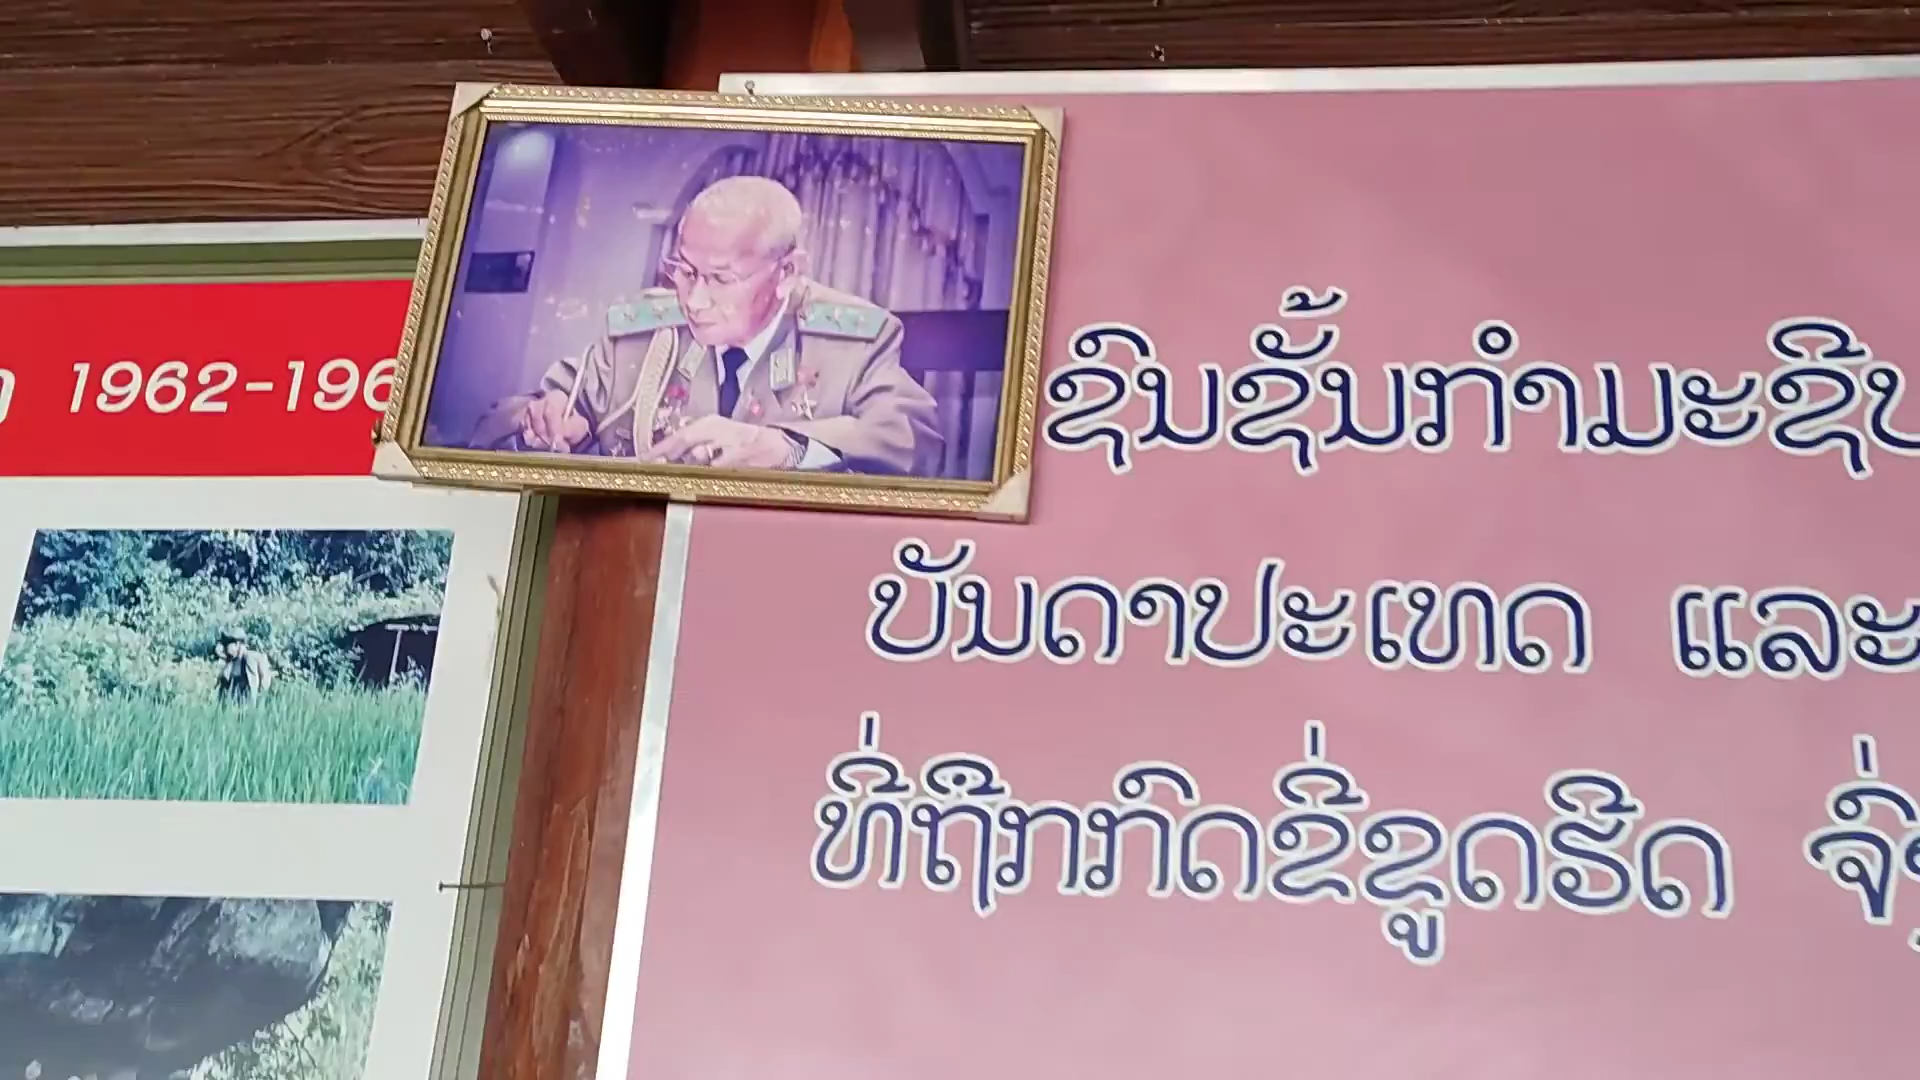 1962-196
ຊົນຊັ້ນກຳມະຊີບ
ບັນດາປະເທດ ແລະ
ທີ່ຖືກກົດຂີ່ຂູດຮີດ